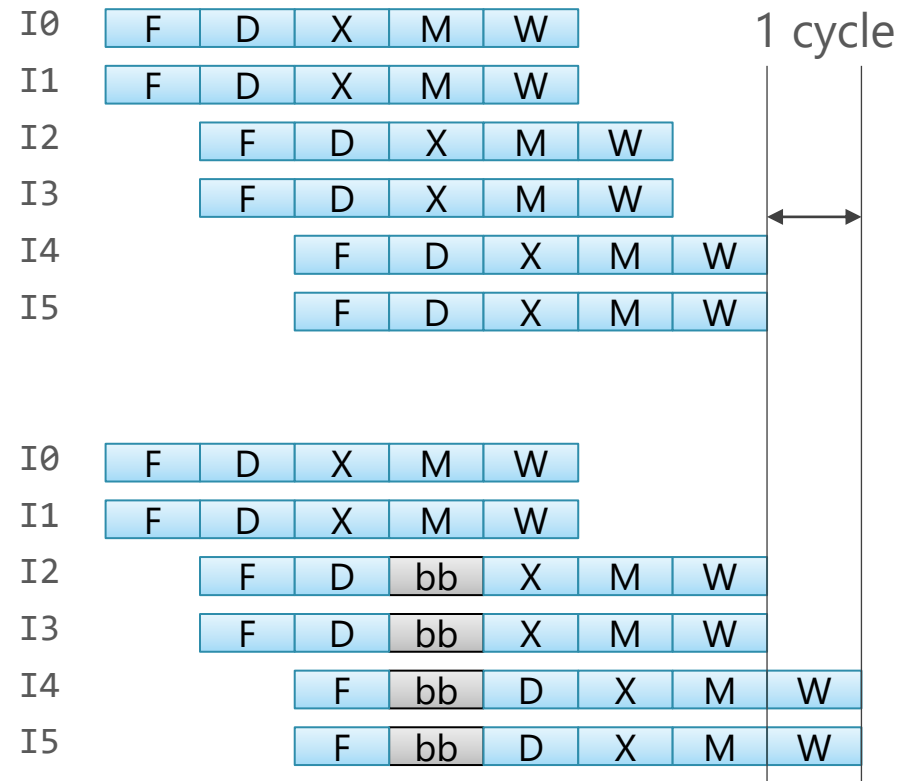 I0 F D X M W 1 cycle
I1 F D X M W
I2 F D X M W
I3 F D X M W
I4 F D X M W
I5 F D X M W
I0 F D X M W
I1 F D X M W
I2 F D bb X M W
I3 F D bb X M W
I4 F bb D X M W
I5 F bb D X M W